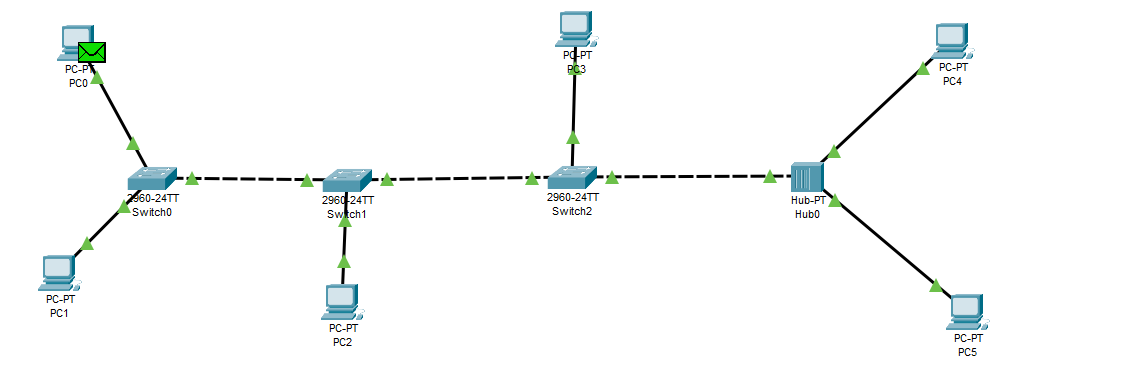 PC-PT
PC0
PC-PT
PC3
PC-PT
PC4
2960-24TT
Switch0
2960-24TT
Switch1
2960-24TT
Switch2
Hub-PT
Hub0
PC-PT
PC1
PC-PT
PC2
PC-PT
PC5